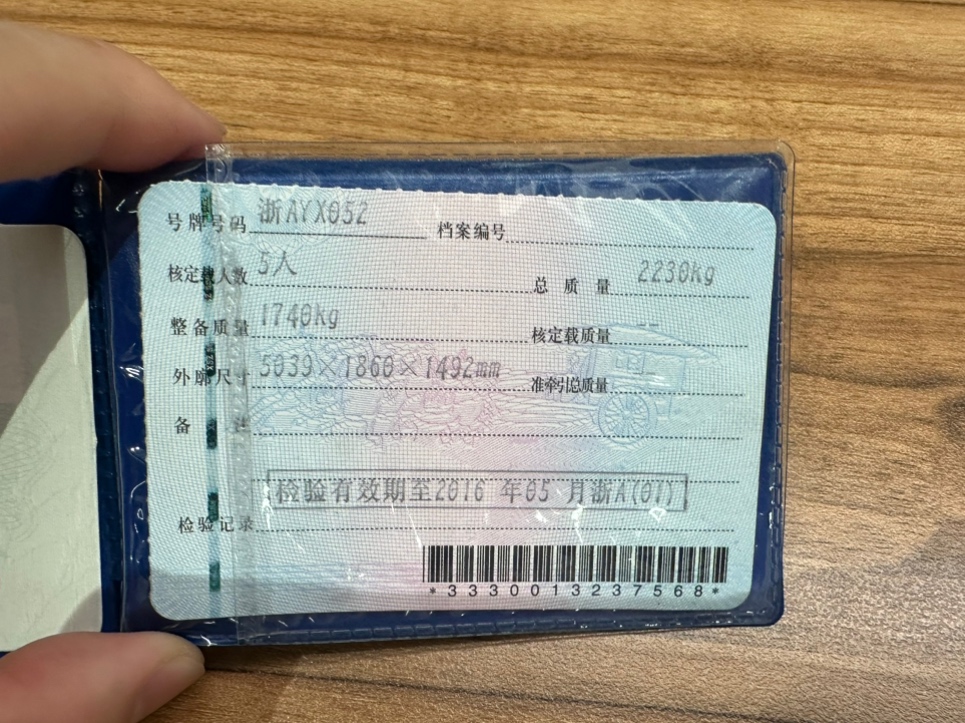 号牌号码 浙AYX052 档案编号
核定载人数 5人 总质量 2230kg
整备质量 1740kg 核定载质量 --
外廓尺寸 5039×1860×1492mm 准牵引总质量 --
备注
检验有效期至2016 年05 月浙A(01)
检验记录
*3330013237568*